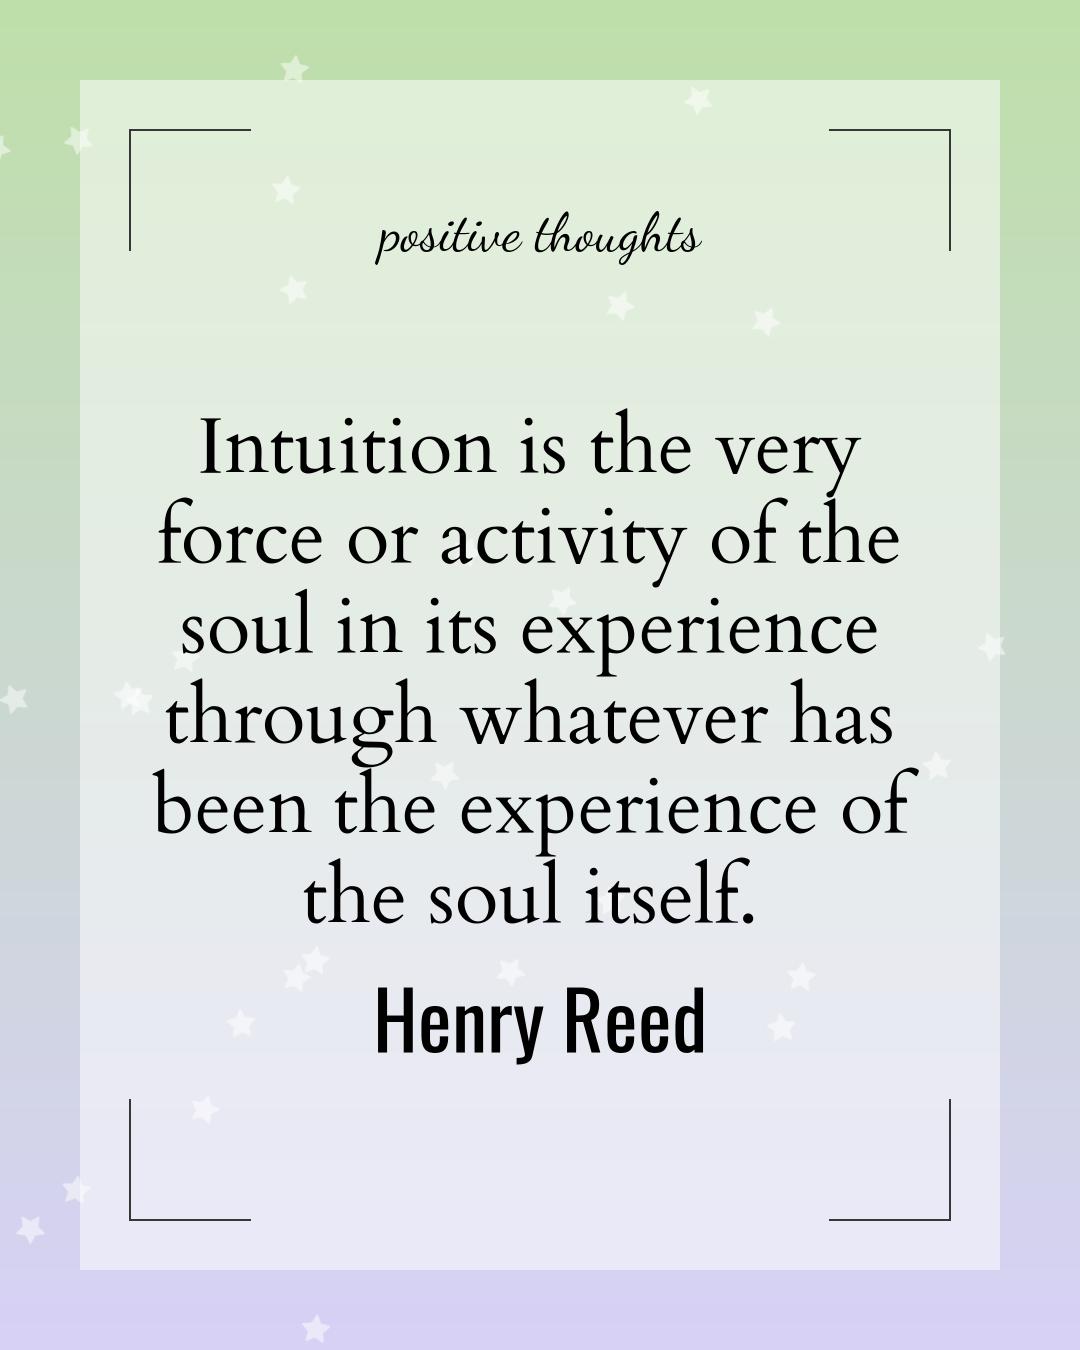 positive thoughts
Intuition is the very
force or activity of the
soul in its experience
through whatever has
been the experience of
the soul itself.
Henry Reed